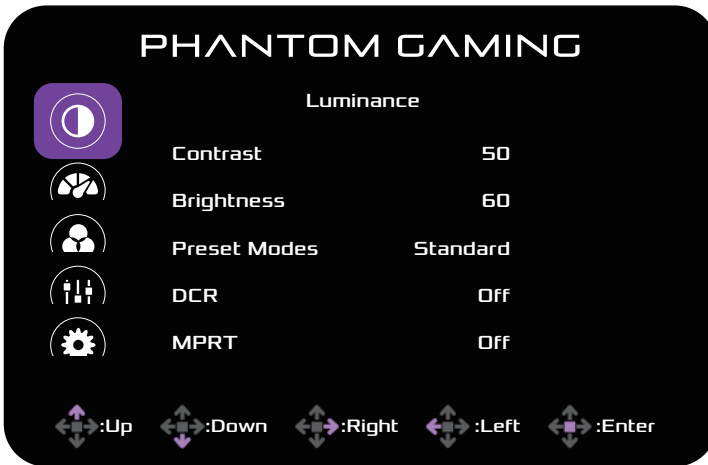 PHANTOM GAMING
Luminance
Contrast 50
Brightness 60
Preset Modes Standard
DCR Off
MPRT Off
:Up :Down :Right :Left :Enter